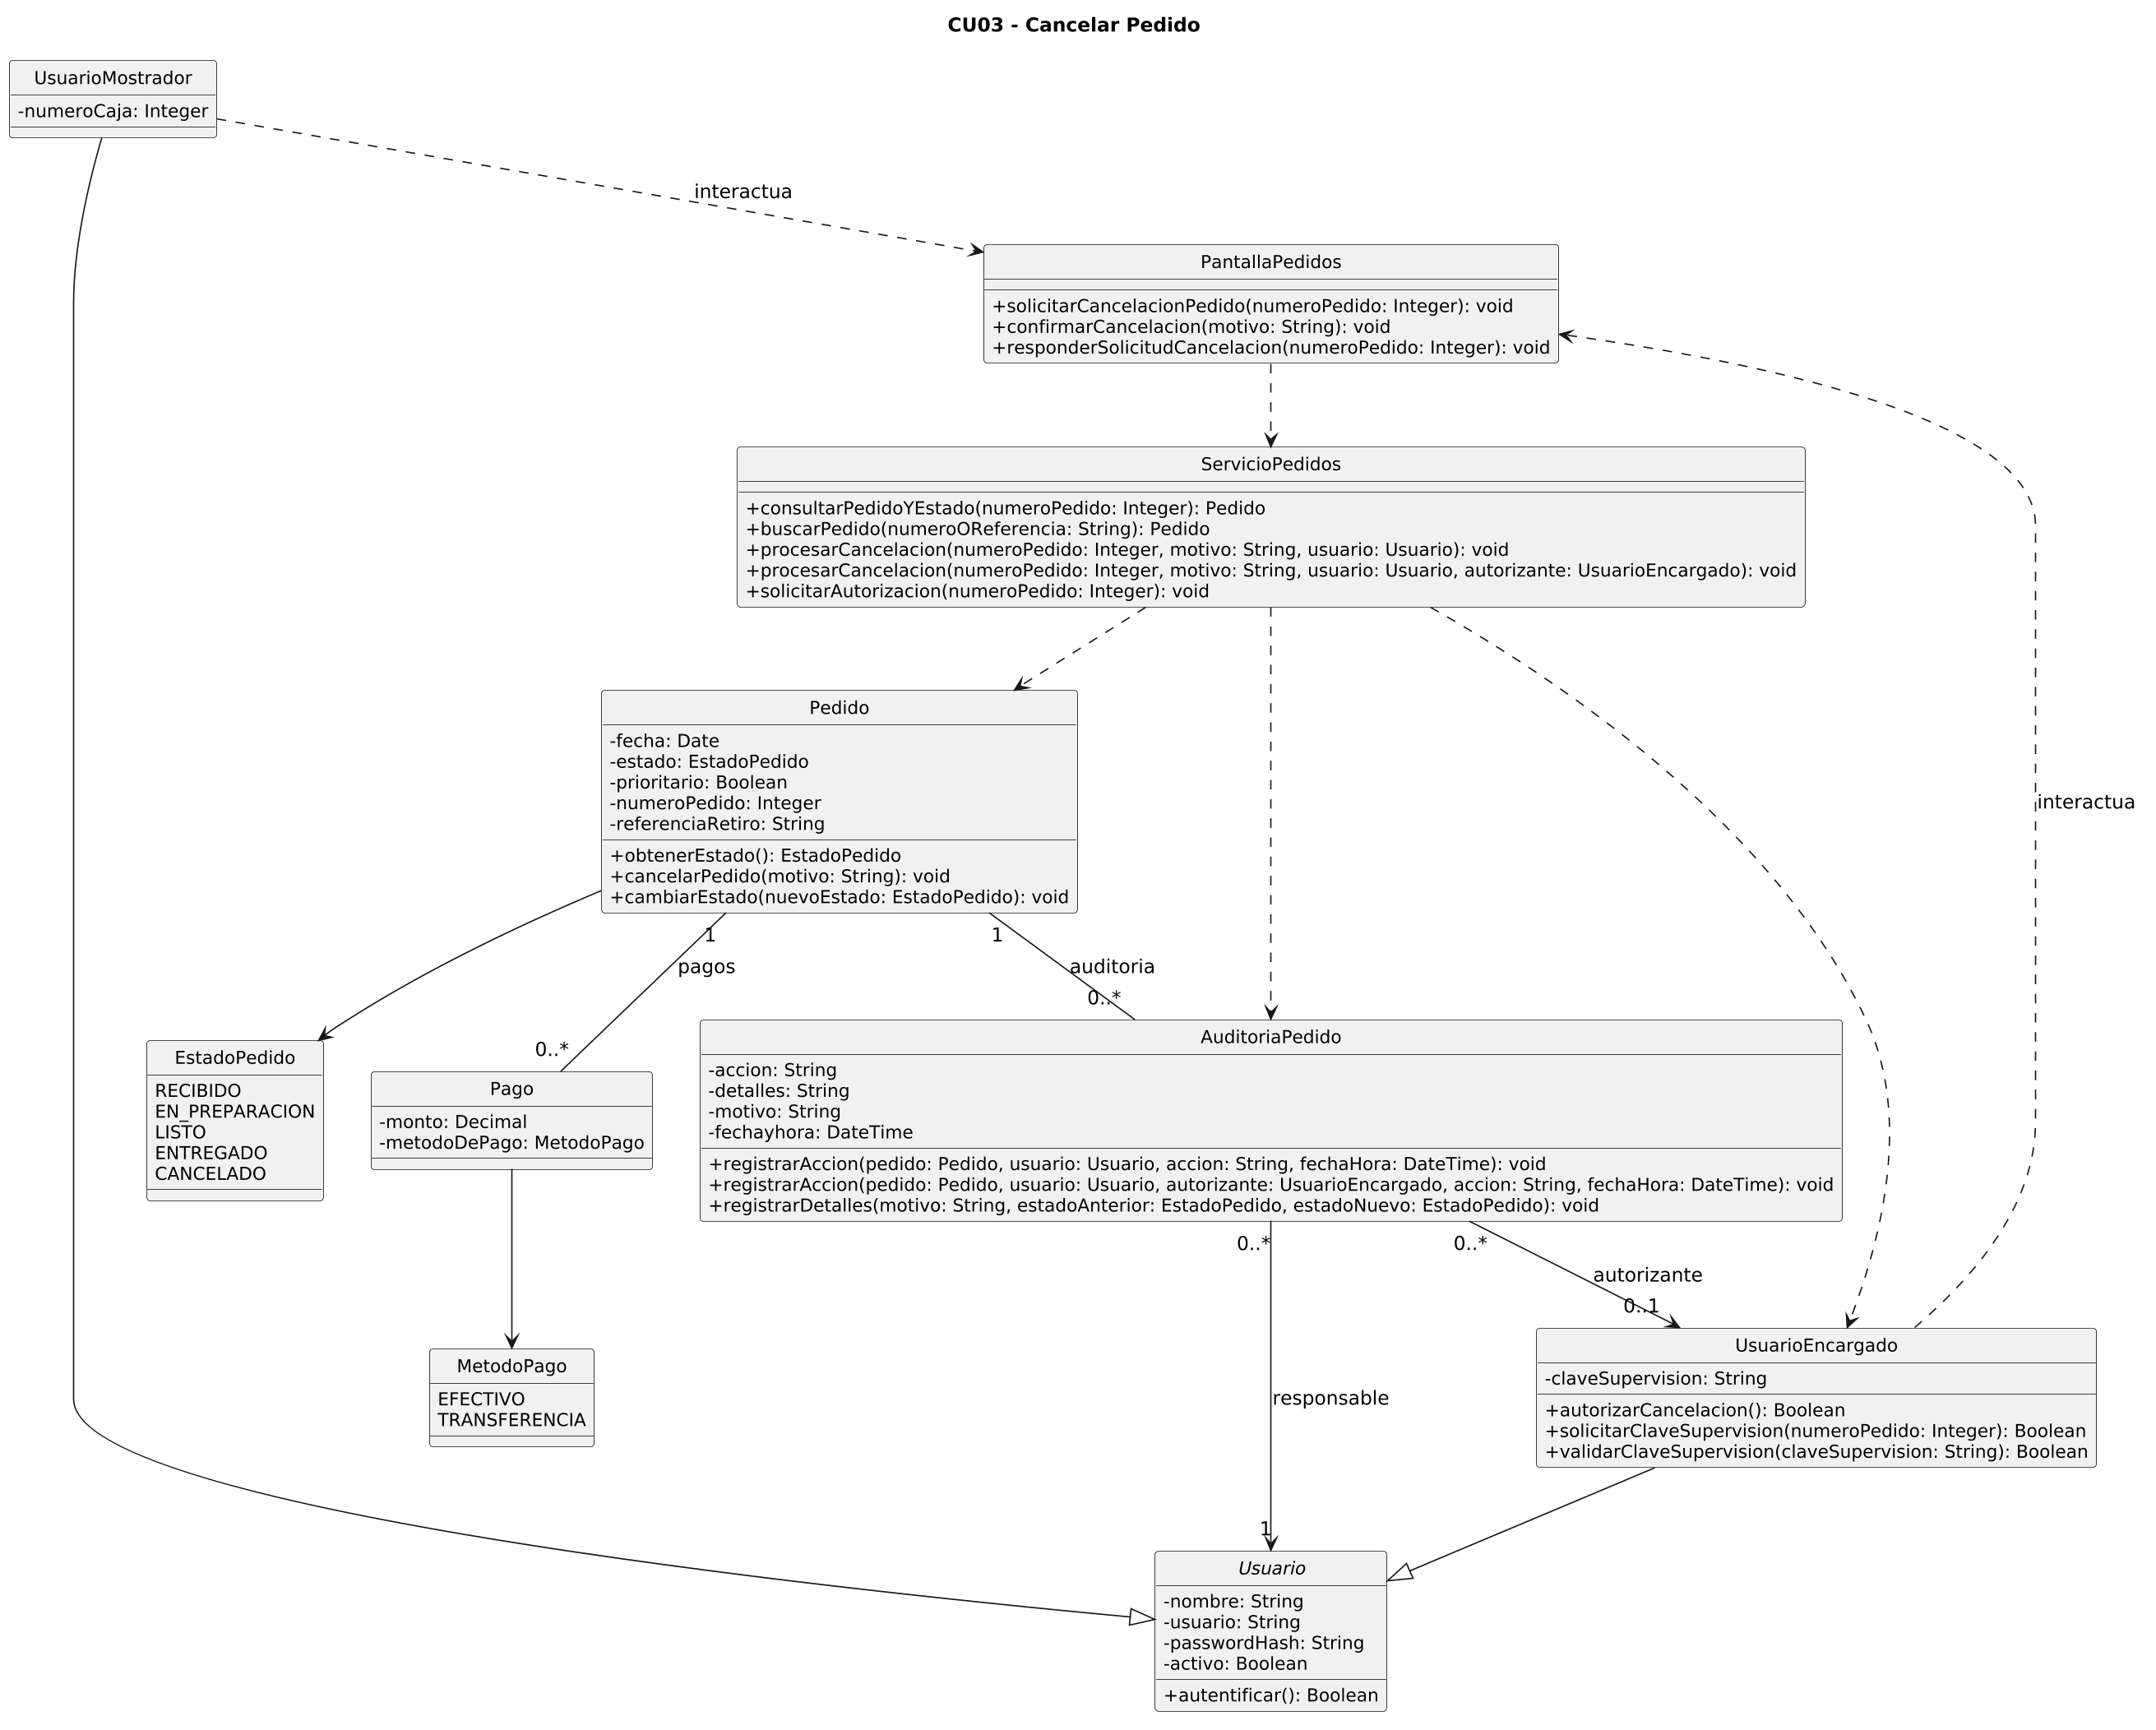 CU03 - Cancelar Pedido
UsuarioMostrador
-numeroCaja: Integer
interactua
PantallaPedidos
+solicitarCancelacionPedido(numeroPedido: Integer): void
+confirmarCancelacion(motivo: String): void
+responderSolicitudCancelacion(numeroPedido: Integer): void
ServicioPedidos
+consultarPedidoYEstado(numeroPedido: Integer): Pedido
+buscarPedido(numeroOReferencia: String): Pedido
+procesarCancelacion(numeroPedido: Integer, motivo: String, usuario: Usuario): void
+procesarCancelacion(numeroPedido: Integer, motivo: String, usuario: Usuario, autorizante: UsuarioEncargado): void
+solicitarAutorizacion(numeroPedido: Integer): void
Pedido
-fecha: Date
-estado: EstadoPedido
-prioritario: Boolean
-numeroPedido: Integer
-referenciaRetiro: String
+obtenerEstado(): EstadoPedido
+cancelarPedido(motivo: String): void
+cambiarEstado(nuevoEstado: EstadoPedido): void
interactua
1
pagos
0..*
1
auditoria
0..*
EstadoPedido
RECIBIDO
EN_PREPARACION
LISTO
ENTREGADO
CANCELADO
Pago
-monto: Decimal
-metodoDePago: MetodoPago
AuditoriaPedido
-accion: String
-detalles: String
-motivo: String
-fechayhora: DateTime
+registrarAccion(pedido: Pedido, usuario: Usuario, accion: String, fechaHora: DateTime): void
+registrarAccion(pedido: Pedido, usuario: Usuario, autorizante: UsuarioEncargado, accion: String, fechaHora: DateTime): void
+registrarDetalles(motivo: String, estadoAnterior: EstadoPedido, estadoNuevo: EstadoPedido): void
0..*
responsable
1
0..*
autorizante
0..1
MetodoPago
EFECTIVO
TRANSFERENCIA
UsuarioEncargado
-claveSupervision: String
+autorizarCancelacion(): Boolean
+solicitarClaveSupervision(numeroPedido: Integer): Boolean
+validarClaveSupervision(claveSupervision: String): Boolean
Usuario
-nombre: String
-usuario: String
-passwordHash: String
-activo: Boolean
+autentificar(): Boolean